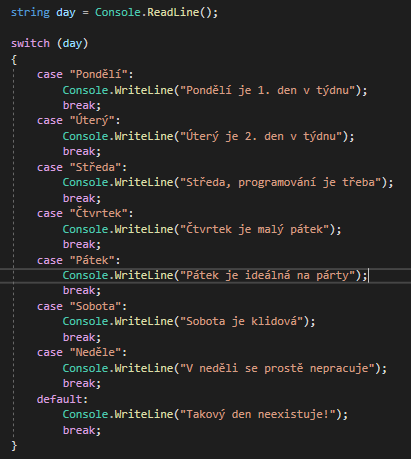 string day = Console.ReadLine();
switch (day)
{
case "Pondělí":
Console.WriteLine("Pondělí je 1. den v týdnu");
break;
case "Úterý":
Console.WriteLine("Úterý je 2. den v týdnu");
break;
case "Středa":
Console.WriteLine("Středa, programování je třeba");
break;
case "Čtvrtek":
Console.WriteLine("Čtvrtek je malý pátek");
break;
case "Pátek":
Console.WriteLine("Pátek je ideálná na párty");
break;
case "Sobota":
Console.WriteLine("Sobota je klidová");
break;
case "Neděle":
Console.WriteLine("V neděli se prostě nepracuje");
break;
default:
Console.WriteLine("Takový den neexistuje!");
break;
}